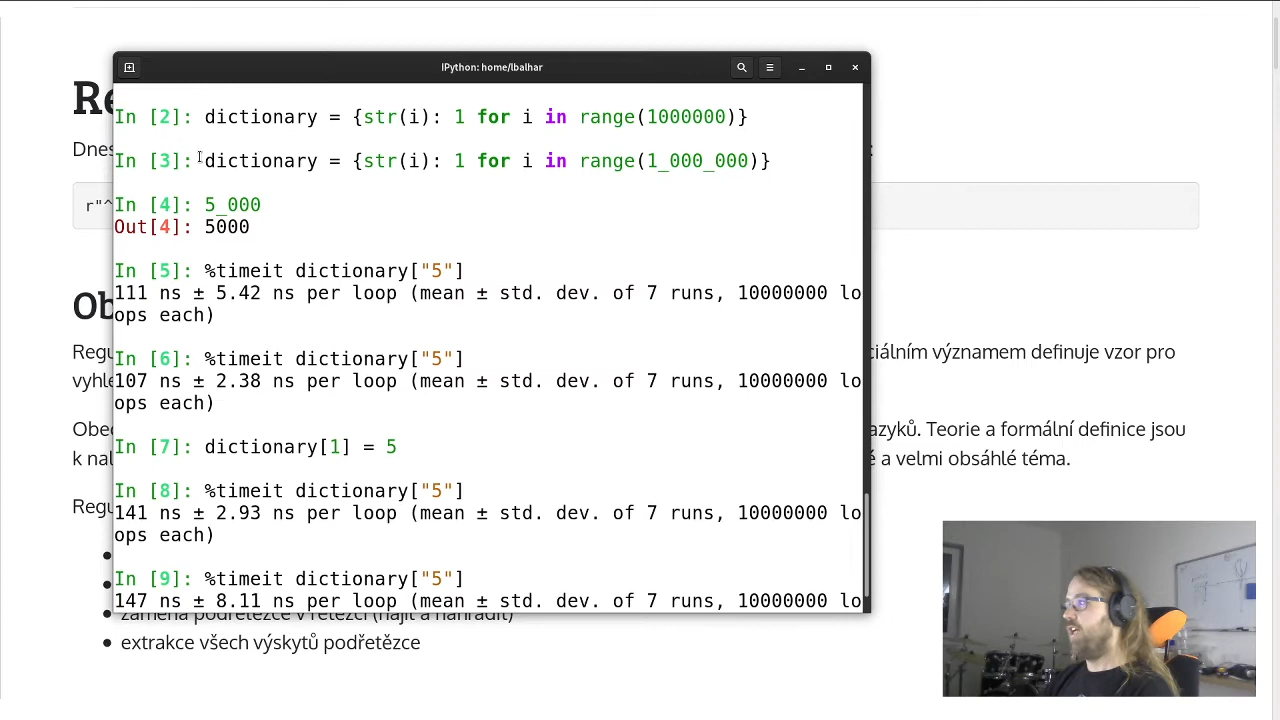 IPython: home/lbalhar
Re
In [2]: dictionary = {str(i): 1 for i in range(1000000)}
Dnes
In [3]: dictionary = {str(i): 1 for i in range(1_000_000)}
r"^
In [4]: 5_000
Out[4]: 5000
In [5]: %timeit dictionary["5"]
111 ns ± 5.42 ns per loop (mean ± std. dev. of 7 runs, 10000000 lo
ops each)
Ob
Regu
In [6]: %timeit dictionary["5"]
ciálním významem definuje vzor pro
vyhle
107 ns ± 2.38 ns per loop (mean ± std. dev. of 7 runs, 10000000 lo
ops each)
Obec
azyků. Teorie a formální definice jsou
In [7]: dictionary[1] = 5
k nal
é a velmi obsáhlé téma.
In [8]: %timeit dictionary["5"]
Regu
141 ns ± 2.93 ns per loop (mean ± std. dev. of 7 runs, 10000000 lo
ops each)
In [9]: %timeit dictionary["5"]
147 ns ± 8.11 ns per loop (mean ± std. dev. of 7 runs, 10000000 lo
záměna podřetězce v řetězci (najít a nahradit)
extrakce všech výskytů podřetězce